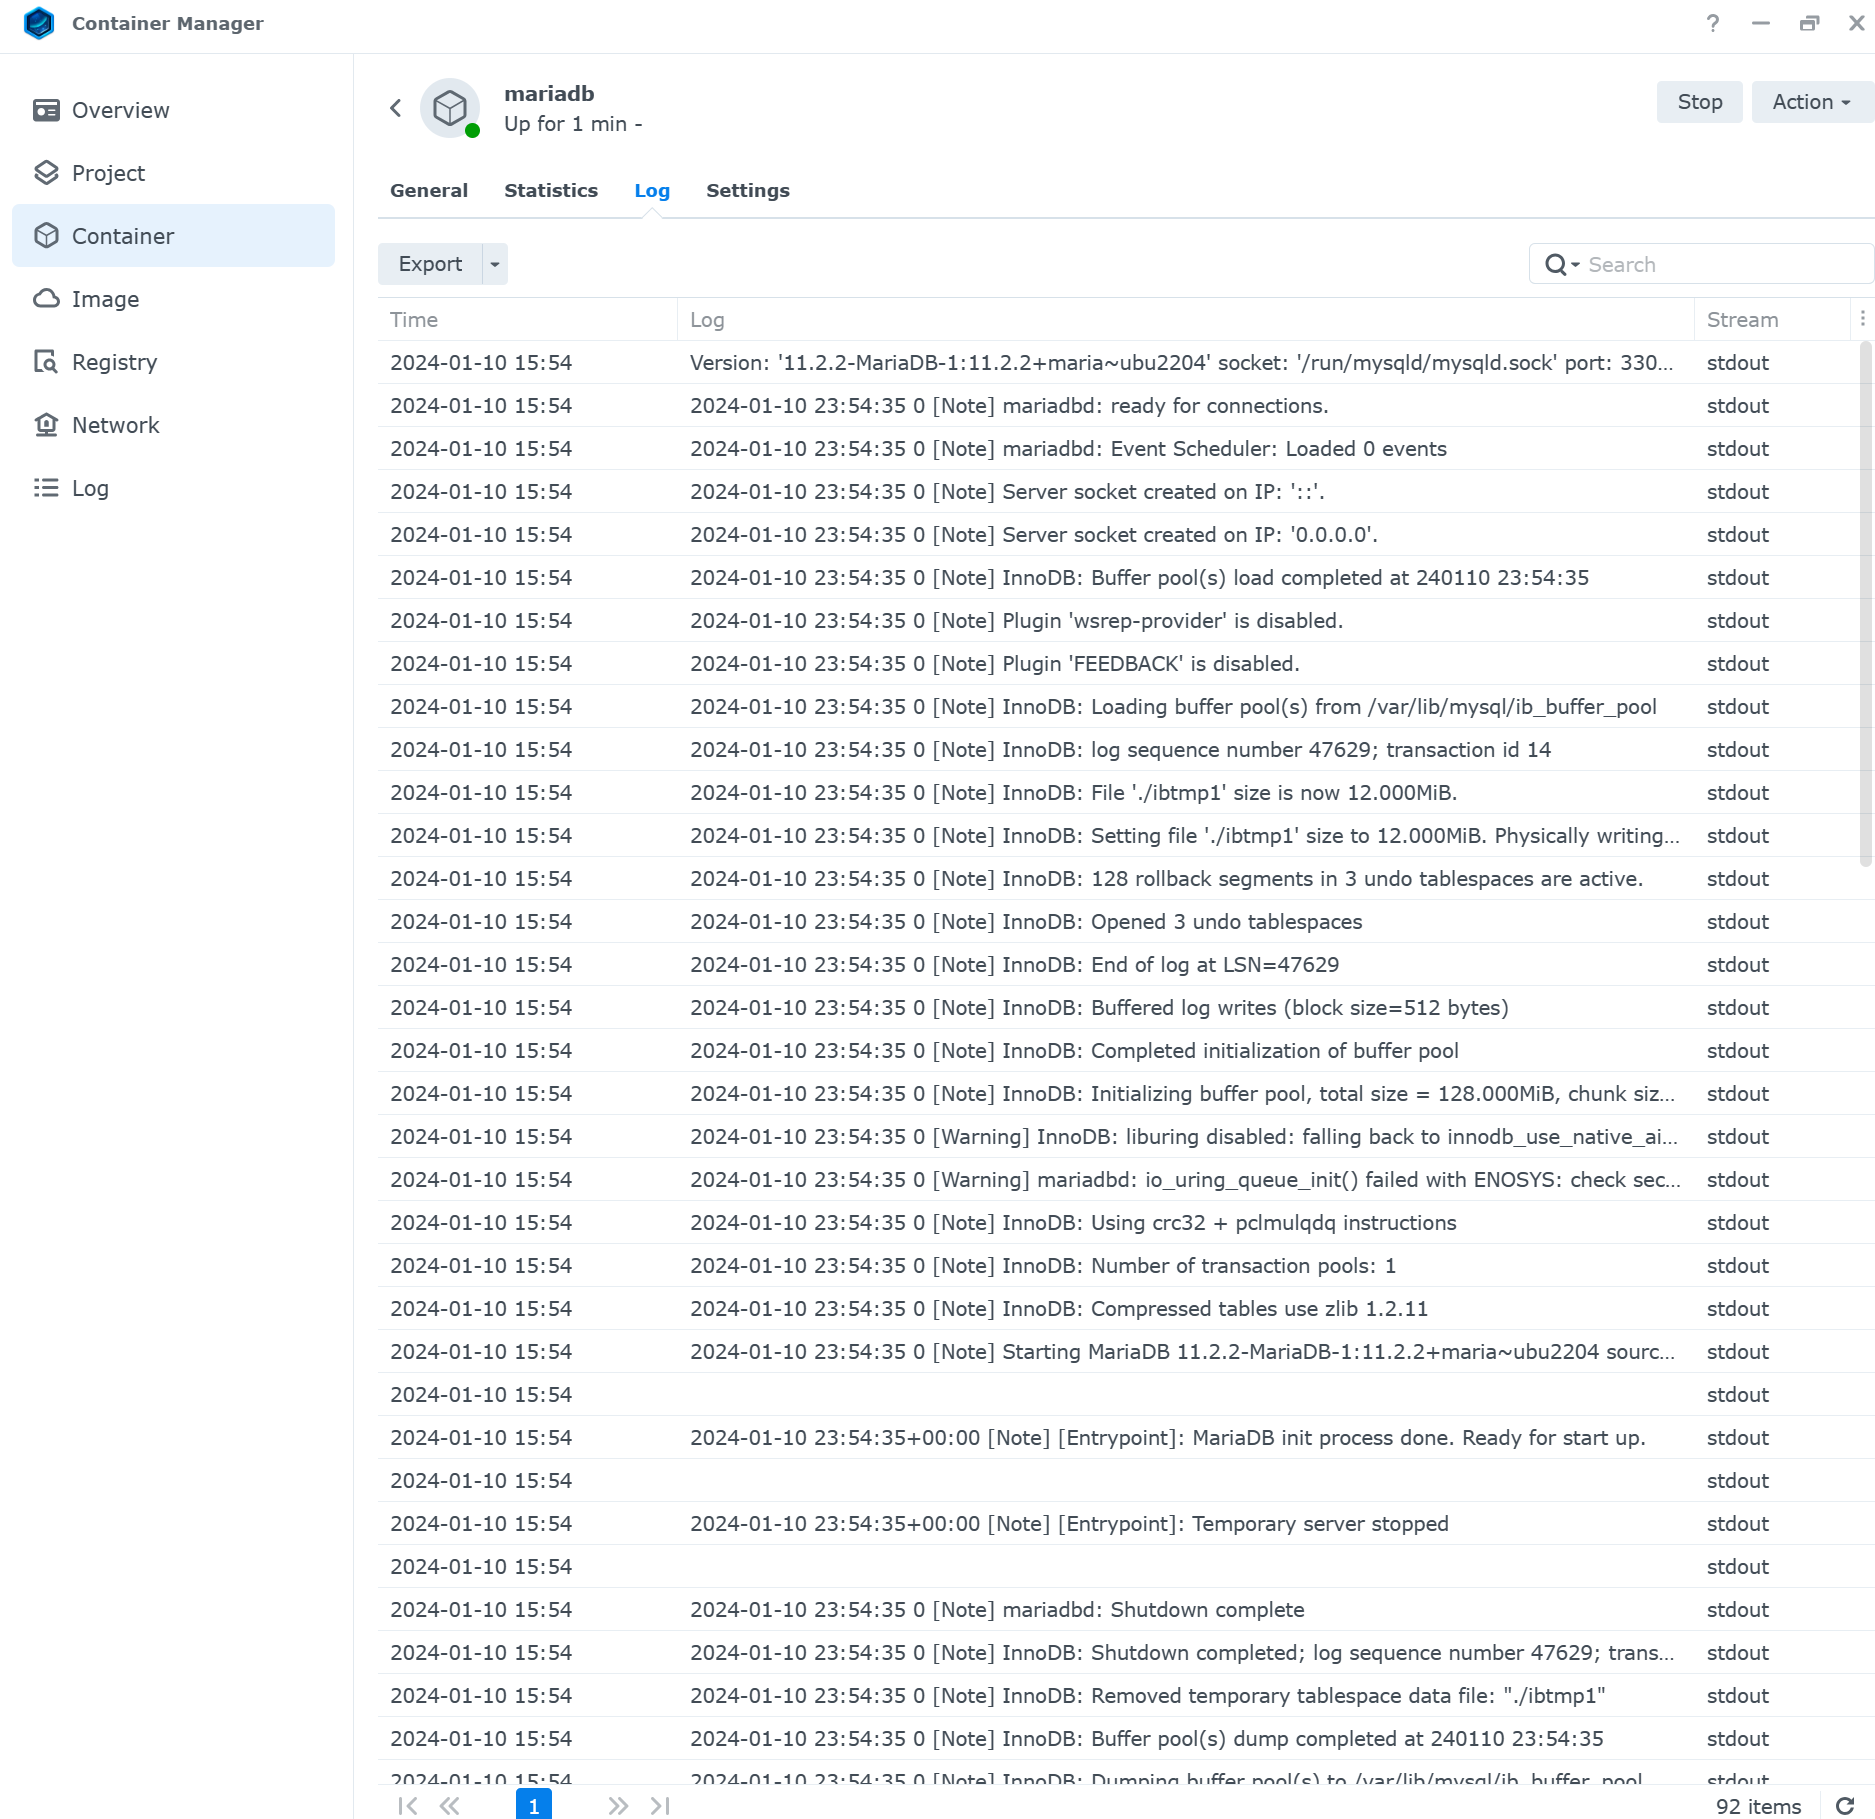 Container Manager
Overview
Project
Container
Image
Registry
Network
Log
mariadb
Up for 1 min -
Stop
Action
General Statistics Log Settings
Export
Search
Time Log Stream
2024-01-10 15:54 Version: '11.2.2-MariaDB-1:11.2.2+maria~ubu2204' socket: '/run/mysqld/mysqld.sock' port: 330... stdout
2024-01-10 15:54 2024-01-10 23:54:35 0 [Note] mariadbd: ready for connections. stdout
2024-01-10 15:54 2024-01-10 23:54:35 0 [Note] mariadbd: Event Scheduler: Loaded 0 events stdout
2024-01-10 15:54 2024-01-10 23:54:35 0 [Note] Server socket created on IP: '::'. stdout
2024-01-10 15:54 2024-01-10 23:54:35 0 [Note] Server socket created on IP: '0.0.0.0'. stdout
2024-01-10 15:54 2024-01-10 23:54:35 0 [Note] InnoDB: Buffer pool(s) load completed at 240110 23:54:35 stdout
2024-01-10 15:54 2024-01-10 23:54:35 0 [Note] Plugin 'wsrep-provider' is disabled. stdout
2024-01-10 15:54 2024-01-10 23:54:35 0 [Note] Plugin 'FEEDBACK' is disabled. stdout
2024-01-10 15:54 2024-01-10 23:54:35 0 [Note] InnoDB: Loading buffer pool(s) from /var/lib/mysql/ib_buffer_pool stdout
2024-01-10 15:54 2024-01-10 23:54:35 0 [Note] InnoDB: log sequence number 47629; transaction id 14 stdout
2024-01-10 15:54 2024-01-10 23:54:35 0 [Note] InnoDB: File './ibtmp1' size is now 12.000MiB. stdout
2024-01-10 15:54 2024-01-10 23:54:35 0 [Note] InnoDB: Setting file './ibtmp1' size to 12.000MiB. Physically writing... stdout
2024-01-10 15:54 2024-01-10 23:54:35 0 [Note] InnoDB: 128 rollback segments in 3 undo tablespaces are active. stdout
2024-01-10 15:54 2024-01-10 23:54:35 0 [Note] InnoDB: Opened 3 undo tablespaces stdout
2024-01-10 15:54 2024-01-10 23:54:35 0 [Note] InnoDB: End of log at LSN=47629 stdout
2024-01-10 15:54 2024-01-10 23:54:35 0 [Note] InnoDB: Buffered log writes (block size=512 bytes) stdout
2024-01-10 15:54 2024-01-10 23:54:35 0 [Note] InnoDB: Completed initialization of buffer pool stdout
2024-01-10 15:54 2024-01-10 23:54:35 0 [Note] InnoDB: Initializing buffer pool, total size = 128.000MiB, chunk siz... stdout
2024-01-10 15:54 2024-01-10 23:54:35 0 [Warning] InnoDB: liburing disabled: falling back to innodb_use_native_ai... stdout
2024-01-10 15:54 2024-01-10 23:54:35 0 [Warning] mariadbd: io_uring_queue_init() failed with ENOSYS: check sec... stdout
2024-01-10 15:54 2024-01-10 23:54:35 0 [Note] InnoDB: Using crc32 + pclmulqdq instructions stdout
2024-01-10 15:54 2024-01-10 23:54:35 0 [Note] InnoDB: Number of transaction pools: 1 stdout
2024-01-10 15:54 2024-01-10 23:54:35 0 [Note] InnoDB: Compressed tables use zlib 1.2.11 stdout
2024-01-10 15:54 2024-01-10 23:54:35 0 [Note] Starting MariaDB 11.2.2-MariaDB-1:11.2.2+maria~ubu2204 sourc... stdout
2024-01-10 15:54 stdout
2024-01-10 15:54 2024-01-10 23:54:35+00:00 [Note] [Entrypoint]: MariaDB init process done. Ready for start up. stdout
2024-01-10 15:54 stdout
2024-01-10 15:54 2024-01-10 23:54:35+00:00 [Note] [Entrypoint]: Temporary server stopped stdout
2024-01-10 15:54 stdout
2024-01-10 15:54 2024-01-10 23:54:35 0 [Note] mariadbd: Shutdown complete stdout
2024-01-10 15:54 2024-01-10 23:54:35 0 [Note] InnoDB: Shutdown completed; log sequence number 47629; trans... stdout
2024-01-10 15:54 2024-01-10 23:54:35 0 [Note] InnoDB: Removed temporary tablespace data file: "./ibtmp1" stdout
2024-01-10 15:54 2024-01-10 23:54:35 0 [Note] InnoDB: Buffer pool(s) dump completed at 240110 23:54:35 stdout
2024-01-10 15:54 2024-01-10 23:54:35 0 [Note] InnoDB: Dumping buffer pool(s) to /var/lib/mysql/ib_buffer_pool stdout
1
92 items